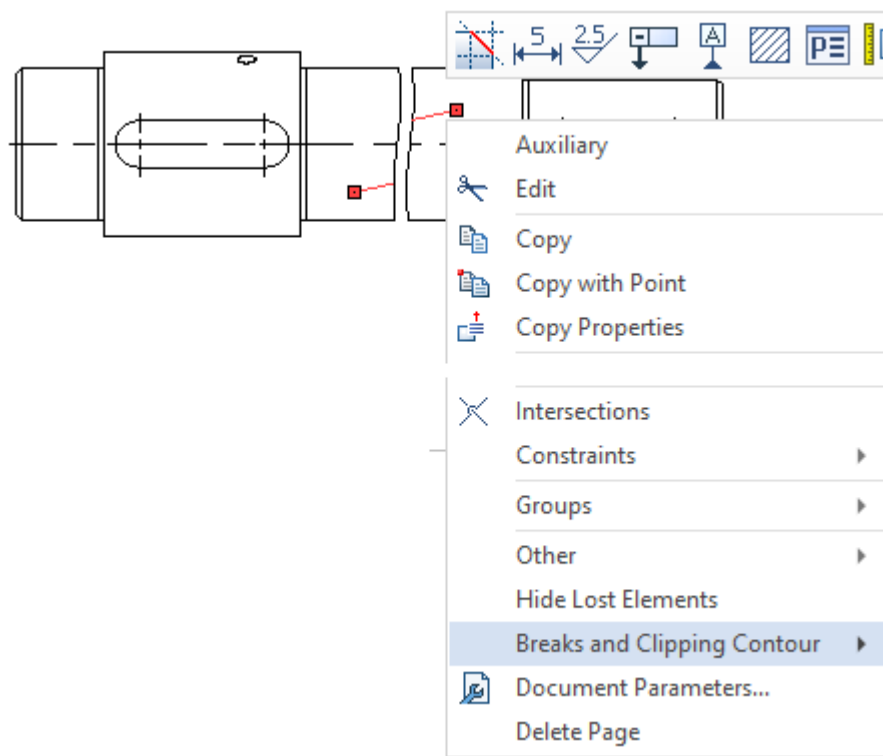 5 2.5 A PE
Auxiliary
Edit
Copy
Copy with Point
Copy Properties
Intersections
Constraints
Groups
Other
Hide Lost Elements
Breaks and Clipping Contour
Document Parameters...
Delete Page